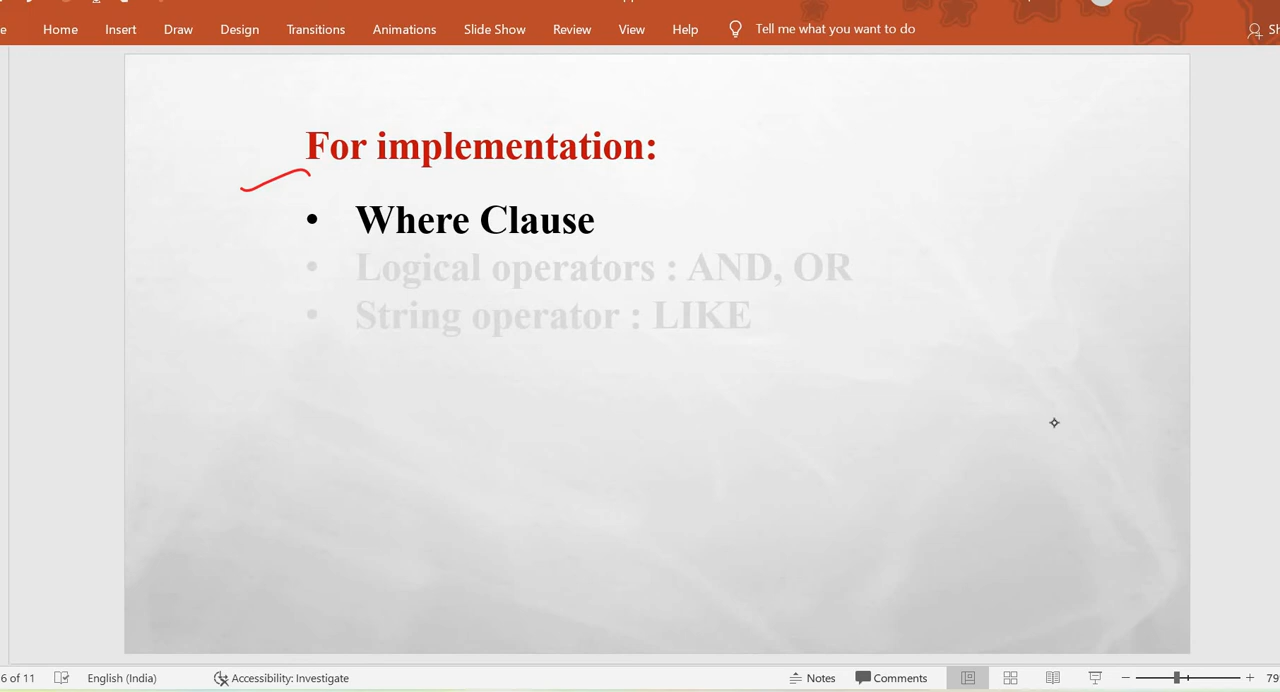 Home Insert Draw Design Transitions Animations Slide Show Review View Help Tell me what you want to do
For implementation:
• Where Clause
• Logical operators : AND, OR
• String operator : LIKE
6 of 11 English (India) Accessibility: Investigate Notes Comments